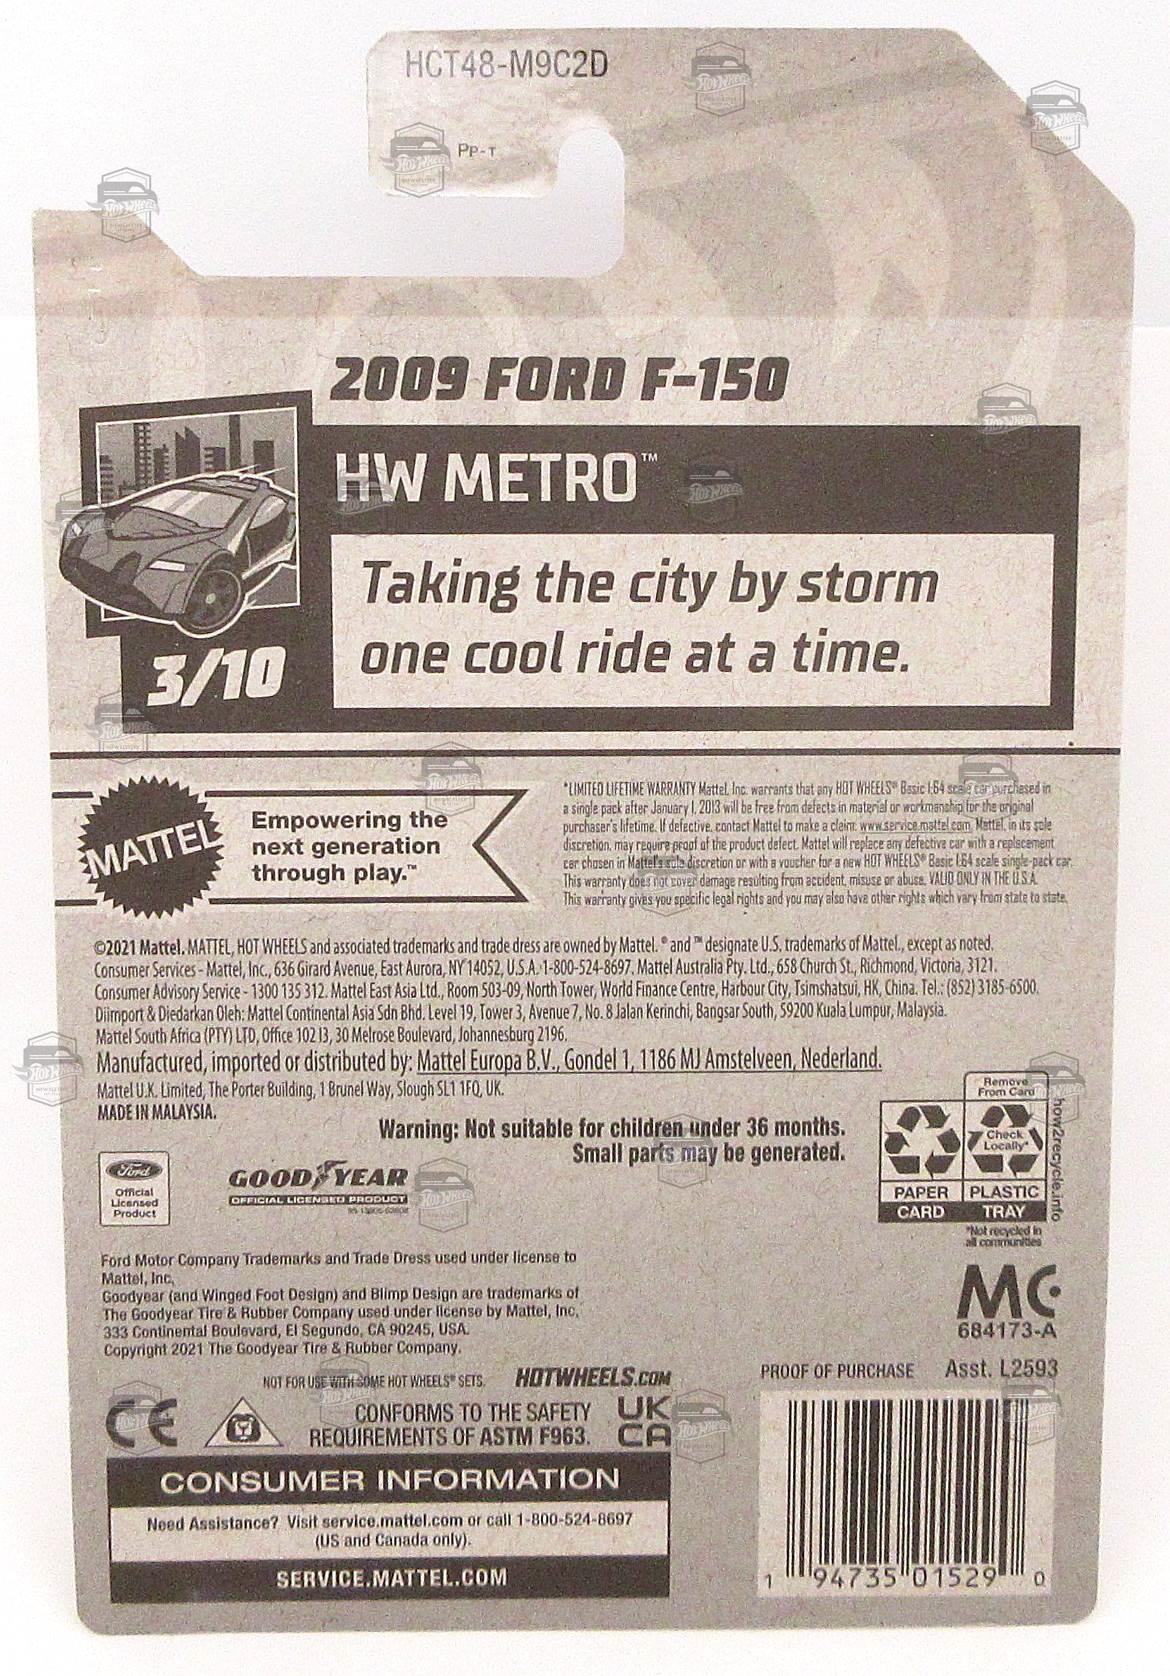 HCT48-M9C2D
Pp-T
2009 FORD F-150
HW METRO™
Taking the city by storm
one cool ride at a time.
3/10
MATTEL
Empowering the
next generation
through play.™
*LIMITED LIFETIME WARRANTY Mattel, Inc. warrants that any HOT WHEELS® Basic 1:64 scale car purchased in
a single pack after January 1, 2013 will be free from defects in material or workmanship for the original
purchaser's lifetime. If defective, contact Mattel to make a claim: www.service.mattel.com. Mattel, in its sole
discretion, may require proof of the product defect. Mattel will replace any defective car with a replacement
car chosen in Mattel's sole discretion or with a voucher for a new HOT WHEELS® Basic 1:64 scale single-pack car.
This warranty does not cover damage resulting from accident, misuse or abuse. VALID ONLY IN THE U.S.A.
This warranty gives you specific legal rights and you may also have other rights which vary from state to state.
©2021 Mattel. MATTEL, HOT WHEELS and associated trademarks and trade dress are owned by Mattel. ® and ™ designate U.S. trademarks of Mattel., except as noted.
Consumer Services - Mattel, Inc., 636 Girard Avenue, East Aurora, NY 14052, U.S.A. 1-800-524-8697. Mattel Australia Pty. Ltd., 658 Church St., Richmond, Victoria, 3121.
Consumer Advisory Service - 1300 135 312. Mattel East Asia Ltd., Room 503-09, North Tower, World Finance Centre, Harbour City, Tsimshatsui, HK, China. Tel.: (852) 3185-6500.
Diimport & Diedarkan Oleh: Mattel Continental Asia Sdn Bhd. Level 19, Tower 3, Avenue 7, No. 8 Jalan Kerinchi, Bangsar South, 59200 Kuala Lumpur, Malaysia.
Mattel South Africa (PTY) LTD, Office 102 I3, 30 Melrose Boulevard, Johannesburg 2196.
Manufactured, imported or distributed by: Mattel Europa B.V., Gondel 1, 1186 MJ Amstelveen, Nederland.
Mattel U.K. Limited, The Porter Building, 1 Brunel Way, Slough SL1 1FQ, UK.
MADE IN MALAYSIA.
Warning: Not suitable for children under 36 months.
Small parts may be generated.
Remove
From Card
Check
Locally*
PAPER
PLASTIC
CARD
TRAY
how2recycle.info
*Not recycled in
all communities
Ford
Official
Licensed
Product
GOODYEAR
OFFICIAL LICENSED PRODUCT
Ford Motor Company Trademarks and Trade Dress used under license to
Mattel, Inc.
Goodyear (and Winged Foot Design) and Blimp Design are trademarks of
The Goodyear Tire & Rubber Company used under license by Mattel, Inc.
333 Continental Boulevard, El Segundo, CA 90245, USA.
Copyright 2021 The Goodyear Tire & Rubber Company.
MC
684173-A
NOT FOR USE WITH SOME HOT WHEELS® SETS.
HOTWHEELS.COM
PROOF OF PURCHASE
Asst. L2593
CE
CONFORMS TO THE SAFETY
REQUIREMENTS OF ASTM F963.
UK
CA
CONSUMER INFORMATION
Need Assistance? Visit service.mattel.com or call 1-800-524-8697
(US and Canada only).
SERVICE.MATTEL.COM
1 94735 01529 0